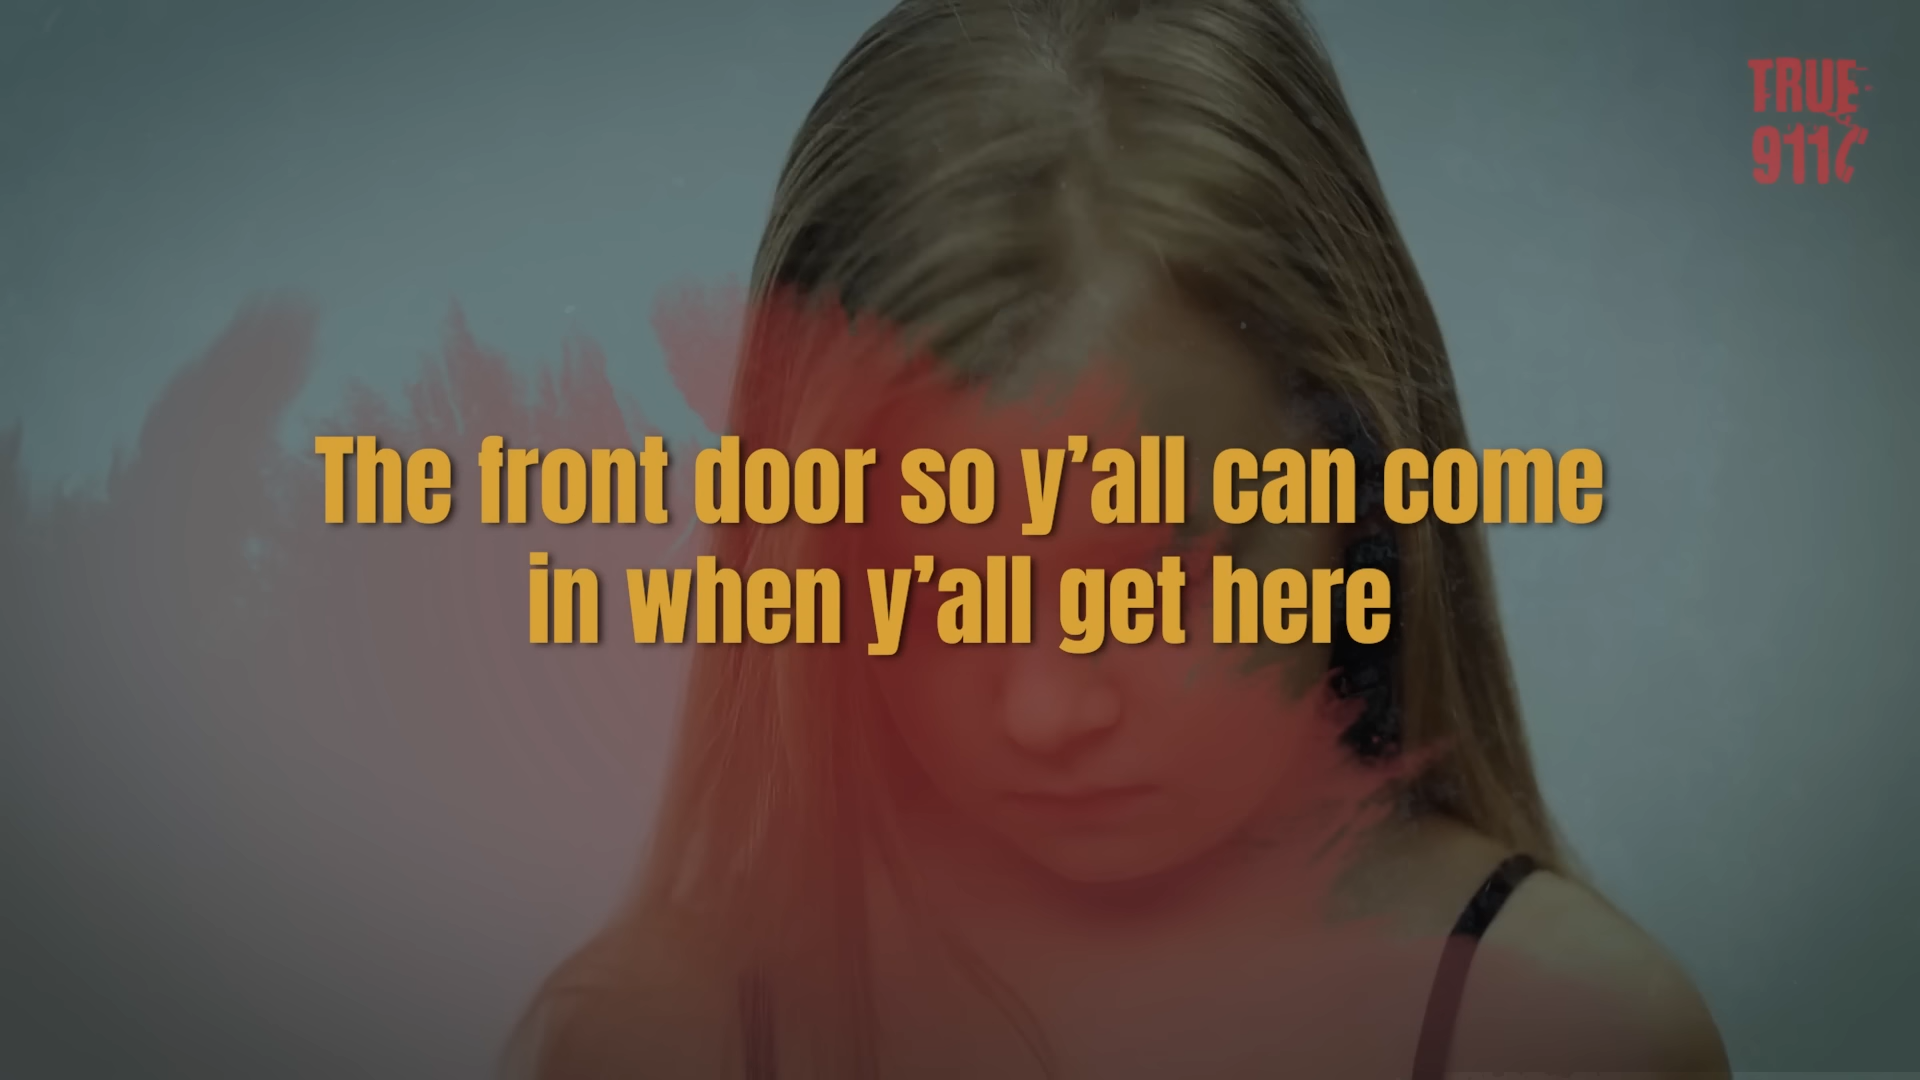 TRUE
911
The front door so y’all can come
in when y’all get here